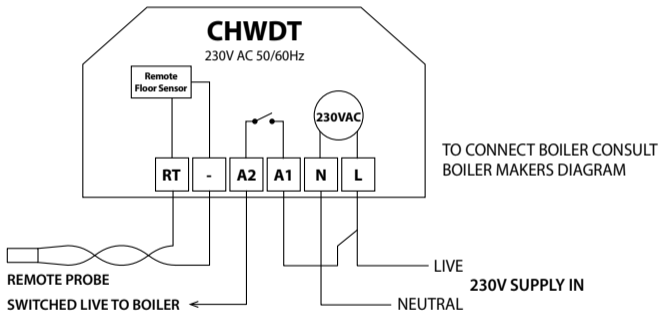 CHWDT
230V AC 50/60Hz
Remote
Floor Sensor
230VAC
RT - A2 A1 N L
TO CONNECT BOILER CONSULT
BOILER MAKERS DIAGRAM
REMOTE PROBE
LIVE
230V SUPPLY IN
SWITCHED LIVE TO BOILER
NEUTRAL